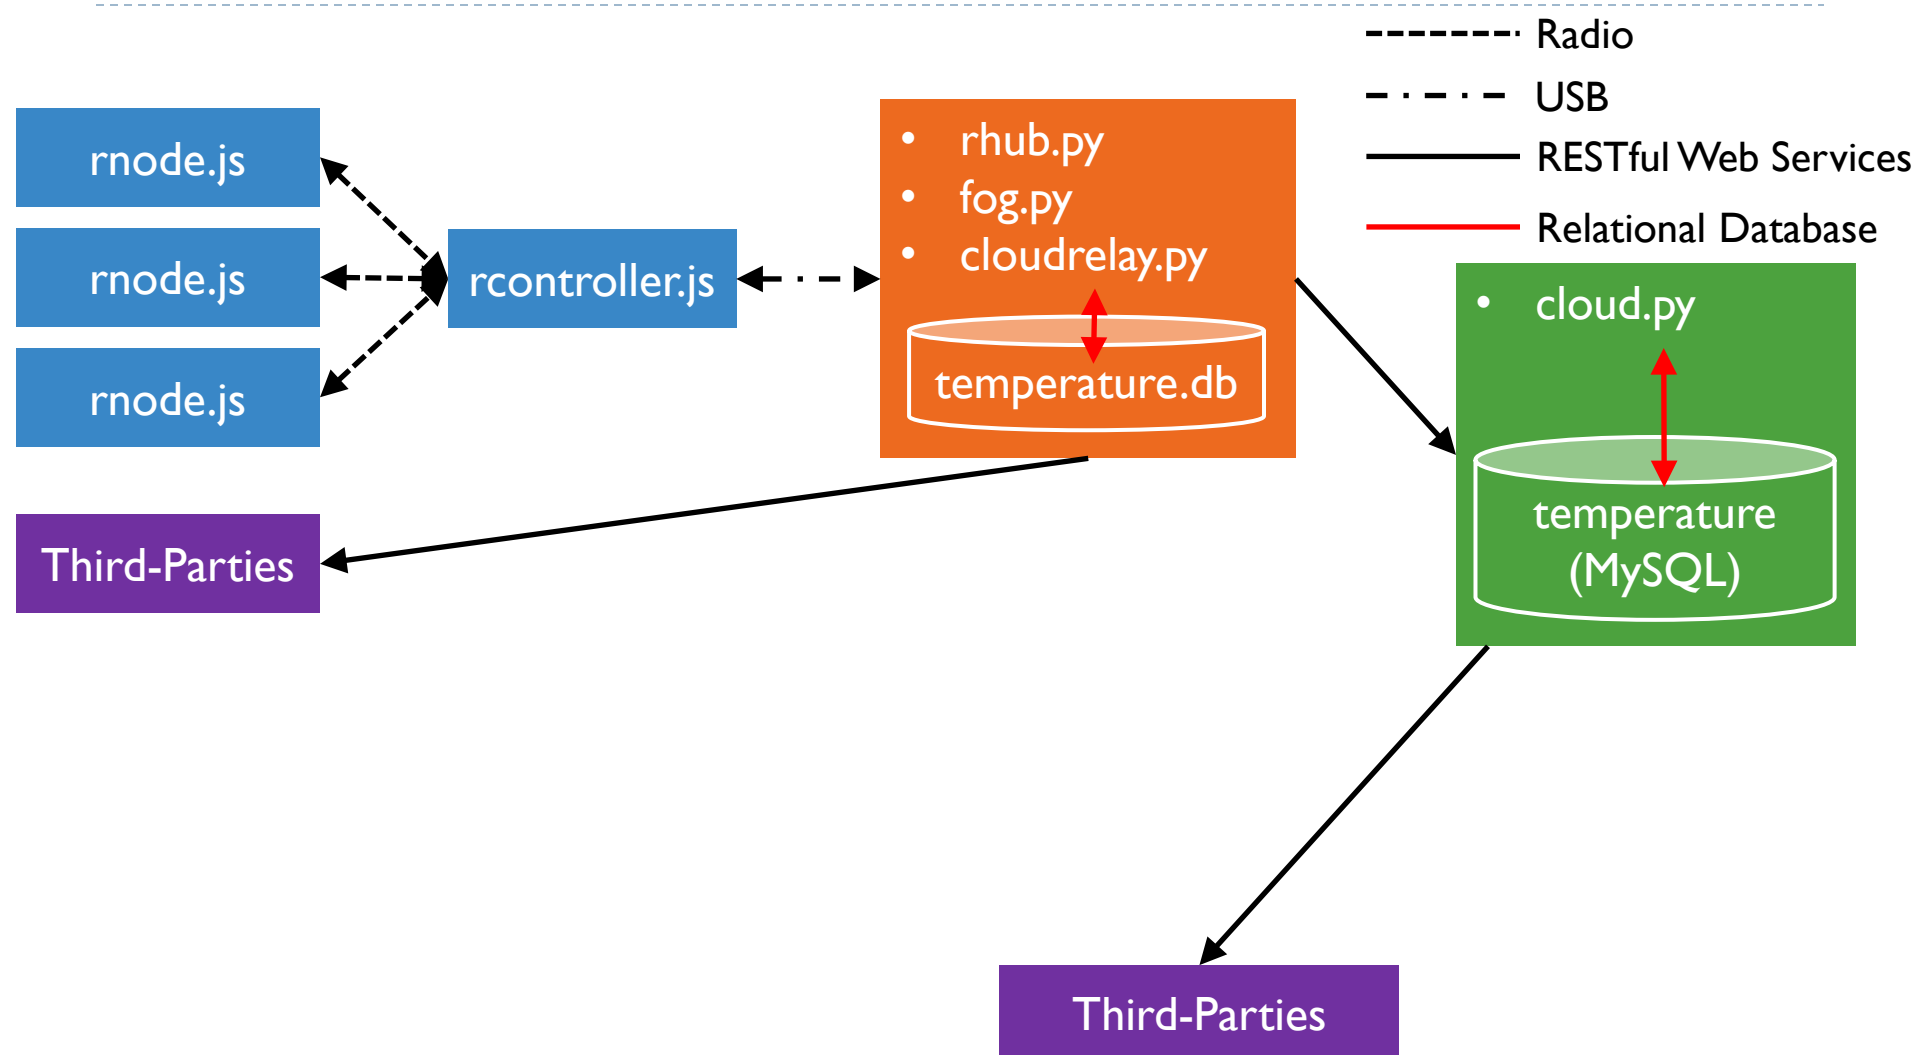 Radio
USB
RESTful Web Services
Relational Database
rnode.js
rnode.js
rnode.js
rcontroller.js
• rhub.py
• fog.py
• cloudrelay.py
temperature.db
• cloud.py
temperature
(MySQL)
Third-Parties
Third-Parties